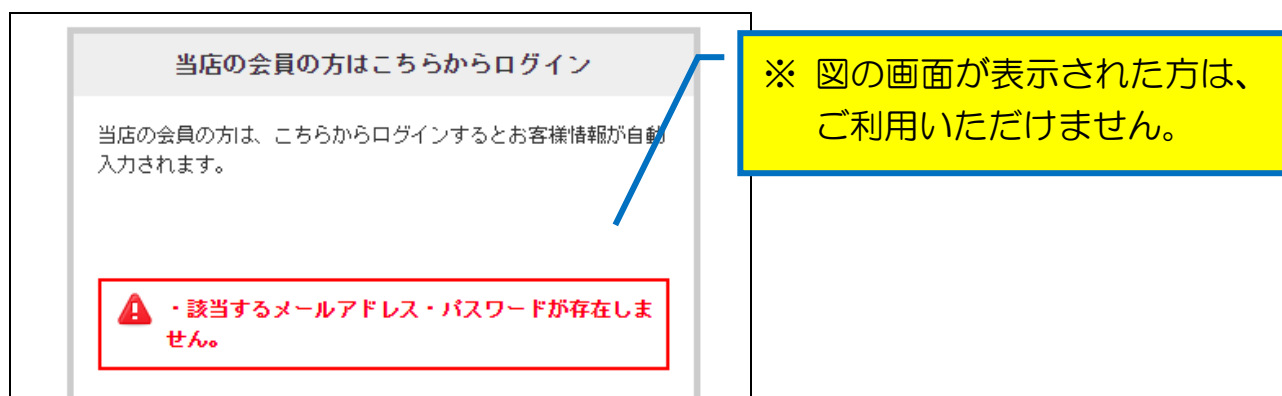 当店の会員の方はこちらからログイン
当店の会員の方は、こちらからログインするとお客様情報が自動
入力されます。
・該当するメールアドレス・パスワードが存在しま
せん。
※ 図の画面が表示された方は、
ご利用いただけません。